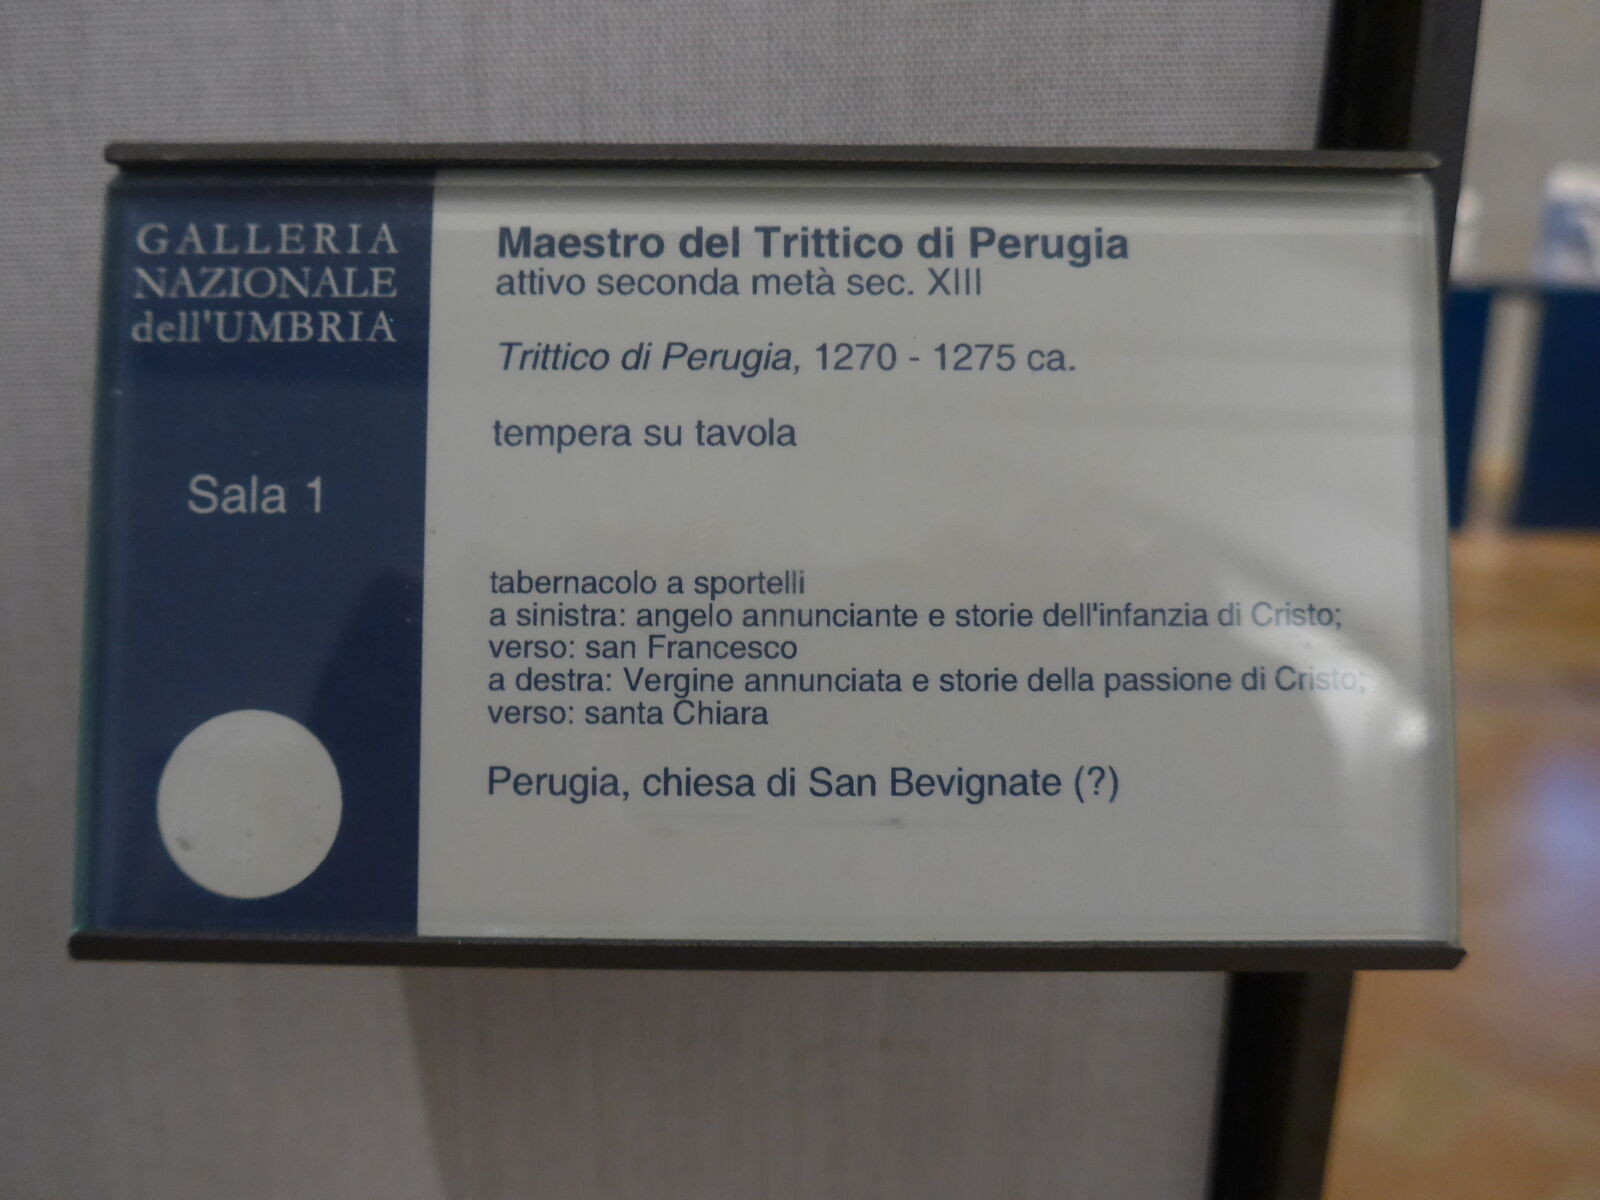 GALLERIA
NAZIONALE
dell'UMBRIA
Sala 1
Maestro del Trittico di Perugia
attivo seconda metà sec. XIII
Trittico di Perugia, 1270 - 1275 ca.
tempera su tavola
tabernacolo a sportelli
a sinistra: angelo annunciante e storie dell'infanzia di Cristo;
verso: san Francesco
a destra: Vergine annunciata e storie della passione di Cristo;
verso: santa Chiara
Perugia, chiesa di San Bevignate (?)